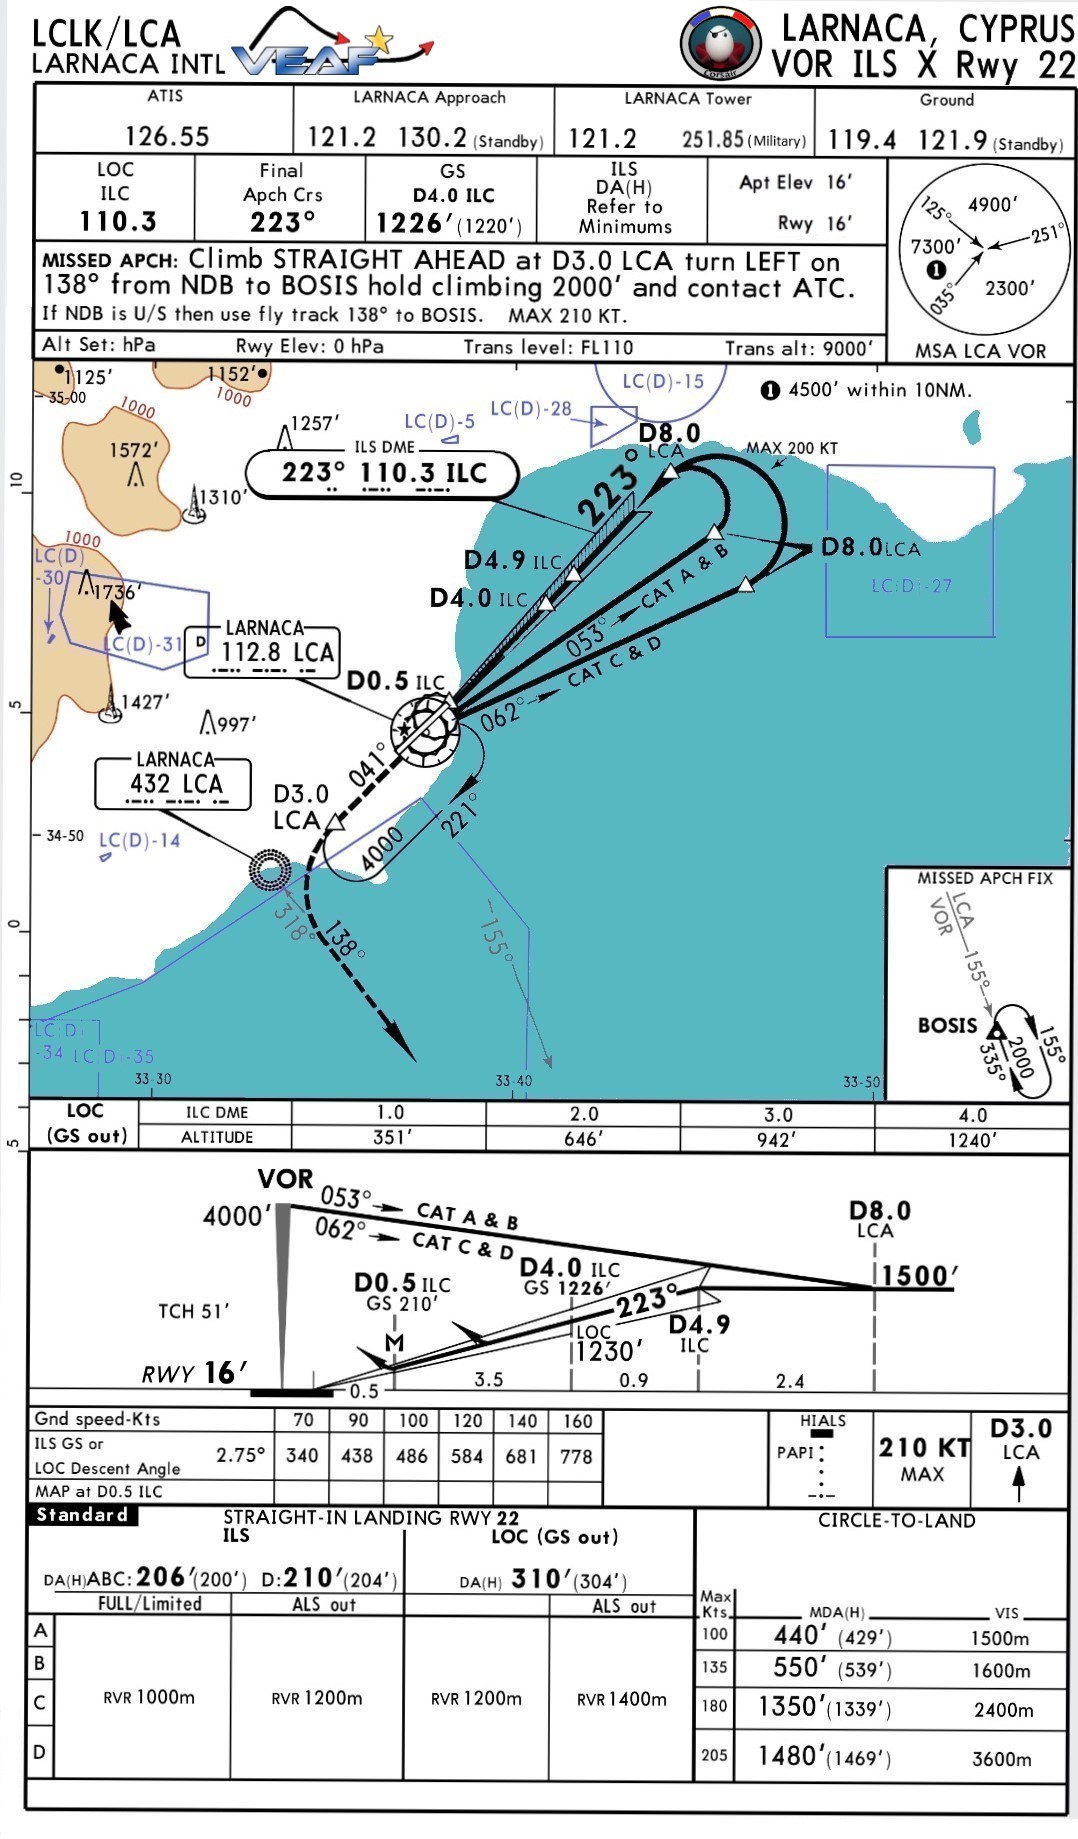 LCLK/LCA
LARNACA INTL
VEAF
Corsair
LARNACA, CYPRUS
VOR ILS X Rwy 22
ATIS
126.55
LARNACA Approach
121.2 130.2 (Standby)
LARNACA Tower
121.2 251.85 (Military)
Ground
119.4 121.9 (Standby)
LOC
ILC
110.3
Final
Apch Crs
223°
GS
D4.0 ILC
1226' (1220')
ILS
DA(H)
Refer to
Minimums
Apt Elev 16'
Rwy 16'
MISSED APCH: Climb STRAIGHT AHEAD at D3.0 LCA turn LEFT on
138° from NDB to BOSIS hold climbing 2000' and contact ATC.
If NDB is U/S then use fly track 138° to BOSIS. MAX 210 KT.
Alt Set: hPa Rwy Elev: 0 hPa Trans level: FL110 Trans alt: 9000'
125°
4900'
251°
7300'
1
035°
2300'
MSA LCA VOR
1125'
35-00
1152'
1000
1000
LC(D)-15
LC(D)-28
LC(D)-5
1 4500' within 10NM.
1257'
1572'
ILS DME
223° 110.3 ILC
D8.0
LCA
MAX 200 KT
10
1310'
223°
1000
LC(D)
-30
1736'
LC(D)-31
D4.9 ILC
D4.0 ILC
D8.0 LCA
LC(D)-27
053° CAT A & B
062° CAT C & D
LARNACA
D 112.8 LCA
D0.5 ILC
5
1427'
997'
LARNACA
432 LCA
041°
D3.0
LCA
221°
4000
34-50
LC(D)-14
318°
138°
155°
0
LC(D)
-34 LC(D)-35
33-30
33-40
33-50
MISSED APCH FIX
LCA
VOR
155°
BOSIS
335°
2000
155°
5
LOC
(GS out)
ILC DME 1.0 2.0 3.0 4.0
ALTITUDE 351' 646' 942' 1240'
VOR
4000'
053° CAT A & B
062° CAT C & D
D8.0
LCA
1500'
D0.5 ILC
GS 210'
D4.0 ILC
GS 1226'
223°
TCH 51'
M
LOC
1230'
D4.9
ILC
RWY 16'
0.5 3.5 0.9 2.4
Gnd speed-Kts 70 90 100 120 140 160
ILS GS or
LOC Descent Angle 2.75° 340 438 486 584 681 778
MAP at D0.5 ILC
HIALS
PAPI
210 KT
MAX
D3.0
LCA
Standard
STRAIGHT-IN LANDING RWY 22
ILS
LOC (GS out)
CIRCLE-TO-LAND
DA(H) ABC: 206' (200') D: 210' (204')
DA(H) 310' (304')
FULL/Limited
ALS out
ALS out
Max
Kts
MDA(H)
VIS
A
B
C
D
RVR 1000m
RVR 1200m
RVR 1200m
RVR 1400m
100 440' (429') 1500m
135 550' (539') 1600m
180 1350' (1339') 2400m
205 1480' (1469') 3600m